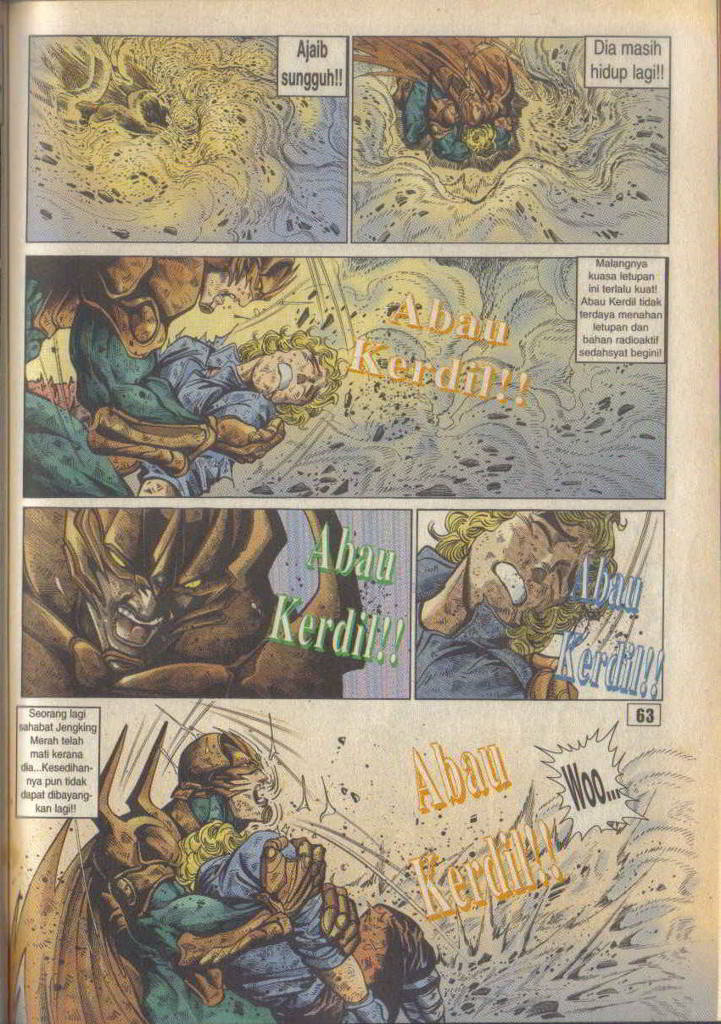 Ajaib
sungguh!!
Dia masih
hidup lagi!!
Malangnya
kuasa letupan
ini terlalu kuat!
Abau Kerdil tidak
terdaya menahan
letupan dan
bahan radioaktif
sedahsyat begini!
Abau
Kerdil!!
Abau
Kerdil!!
Abau
Kerdil!!
63
Seorang lagi
sahabat Jengking
Merah telah
mati kerana
dia...Kesedihan-
nya pun tidak
dapat dibayang-
kan lagi!!
Abau
Kerdil!!
Woo...